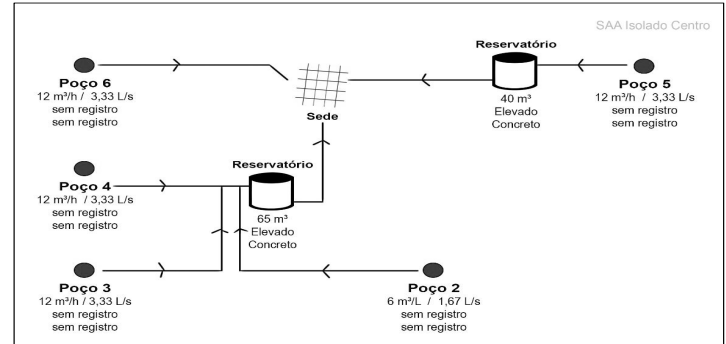 SAA Isolado Centro
Reservatório
Poço 6
12 m³/h / 3,33 L/s
sem registro
sem registro
Sede
40 m³
Elevado
Concreto
Poço 5
12 m³/h / 3,33 L/s
sem registro
sem registro
Reservatório
Poço 4
12 m³/h / 3,33 L/s
sem registro
sem registro
65 m³
Elevado
Concreto
Poço 3
12 m³/h / 3,33 L/s
sem registro
sem registro
Poço 2
6 m³/L / 1,67 L/s
sem registro
sem registro